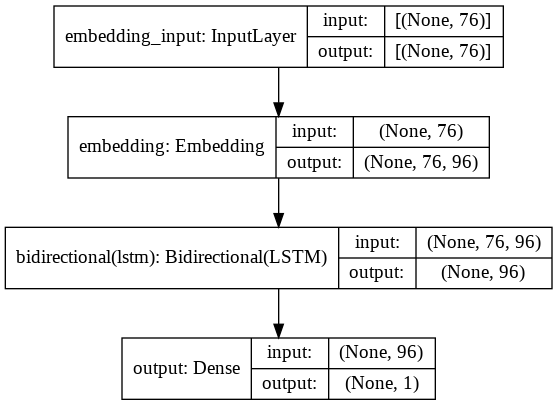 embedding_input: InputLayer
input: [(None, 76)]
output: [(None, 76)]
embedding: Embedding
input: (None, 76)
output: (None, 76, 96)
bidirectional(lstm): Bidirectional(LSTM)
input: (None, 76, 96)
output: (None, 96)
output: Dense
input: (None, 96)
output: (None, 1)